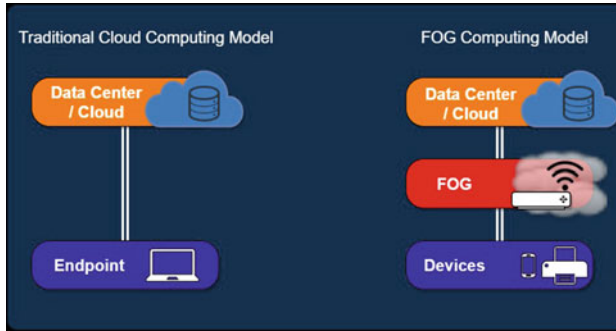 Traditional Cloud Computing Model
Data Center
/ Cloud
Endpoint
FOG Computing Model
Data Center
/ Cloud
FOG
Devices